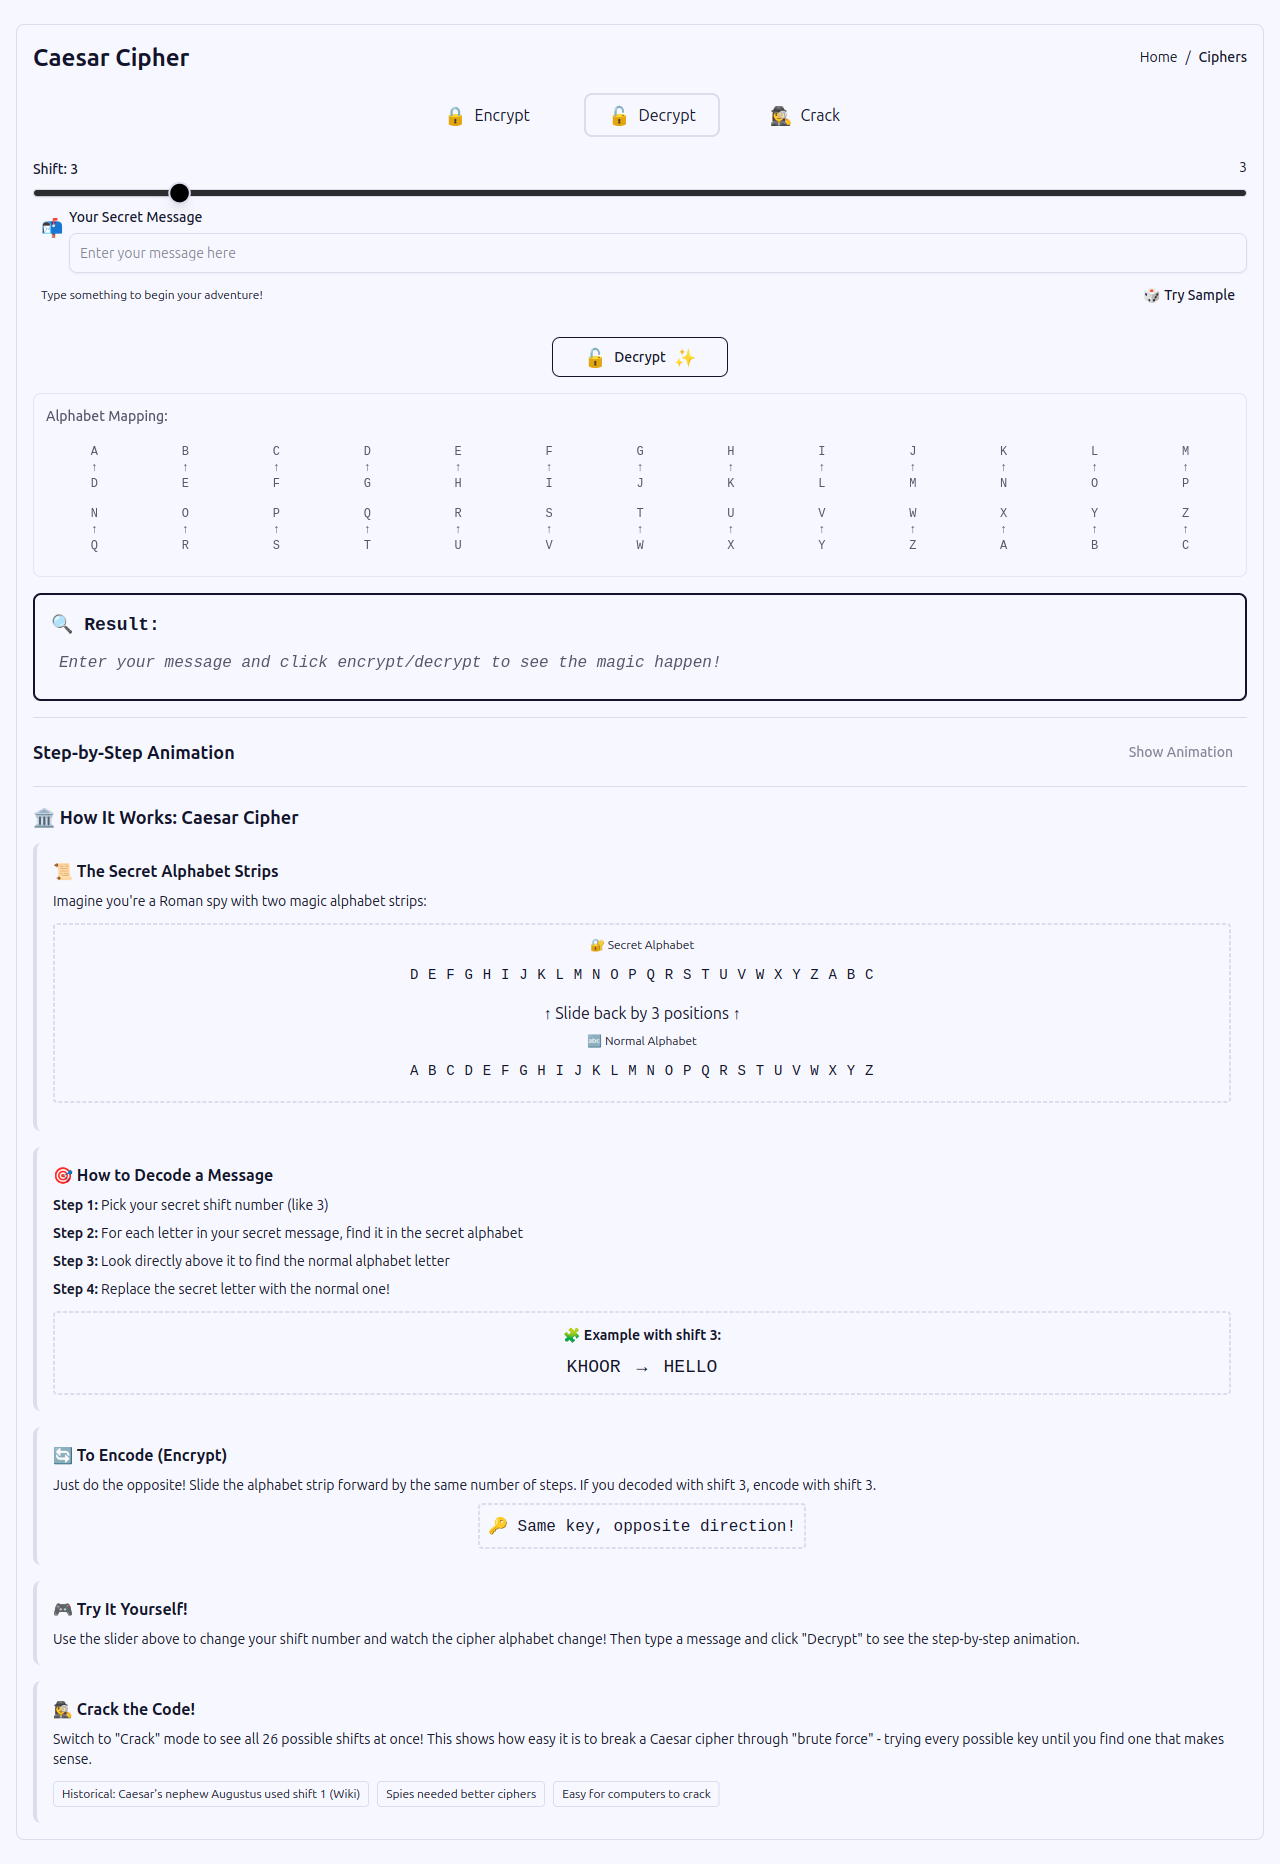 Caesar Cipher
Home / Ciphers
🔒 Encrypt 🔓 Decrypt 🕵️ Crack
Shift: 3 3
📬 Your Secret Message
Enter your message here
Type something to begin your adventure! 🎲 Try Sample
🔓 Decrypt ✨
Alphabet Mapping:
A B C D E F G H I J K L M
↑ ↑ ↑ ↑ ↑ ↑ ↑ ↑ ↑ ↑ ↑ ↑ ↑
D E F G H I J K L M N O P
N O P Q R S T U V W X Y Z
↑ ↑ ↑ ↑ ↑ ↑ ↑ ↑ ↑ ↑ ↑ ↑ ↑
Q R S T U V W X Y Z A B C
🔍 Result:
Enter your message and click encrypt/decrypt to see the magic happen!
Step-by-Step Animation Show Animation
🏛️ How It Works: Caesar Cipher
📜 The Secret Alphabet Strips
Imagine you're a Roman spy with two magic alphabet strips:
🔐 Secret Alphabet
D E F G H I J K L M N O P Q R S T U V W X Y Z A B C
↑ Slide back by 3 positions ↑
🔤 Normal Alphabet
A B C D E F G H I J K L M N O P Q R S T U V W X Y Z
🎯 How to Decode a Message
Step 1: Pick your secret shift number (like 3)
Step 2: For each letter in your secret message, find it in the secret alphabet
Step 3: Look directly above it to find the normal alphabet letter
Step 4: Replace the secret letter with the normal one!
🧩 Example with shift 3:
KHOOR → HELLO
🔄 To Encode (Encrypt)
Just do the opposite! Slide the alphabet strip forward by the same number of steps. If you decoded with shift 3, encode with shift 3.
🔑 Same key, opposite direction!
🎮 Try It Yourself!
Use the slider above to change your shift number and watch the cipher alphabet change! Then type a message and click "Decrypt" to see the step-by-step animation.
🕵️ Crack the Code!
Switch to "Crack" mode to see all 26 possible shifts at once! This shows how easy it is to break a Caesar cipher through "brute force" - trying every possible key until you find one that makes
sense.
Historical: Caesar's nephew Augustus used shift 1 (Wiki) Spies needed better ciphers Easy for computers to crack